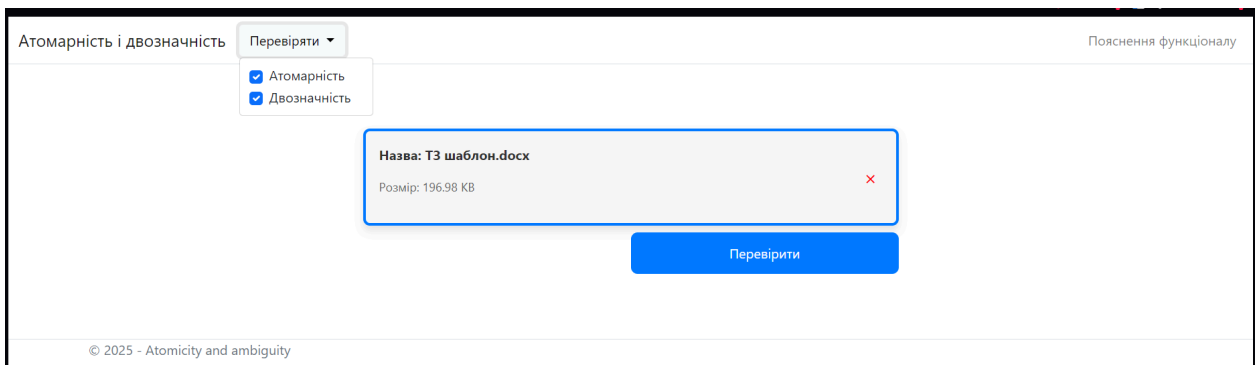 Атомарність і двозначність Перевіряти Пояснення функціоналу
Атомарність
Двозначність
Назва: ТЗ шаблон.docx
Розмір: 196.98 KB
Перевірити
© 2025 - Atomicity and ambiguity